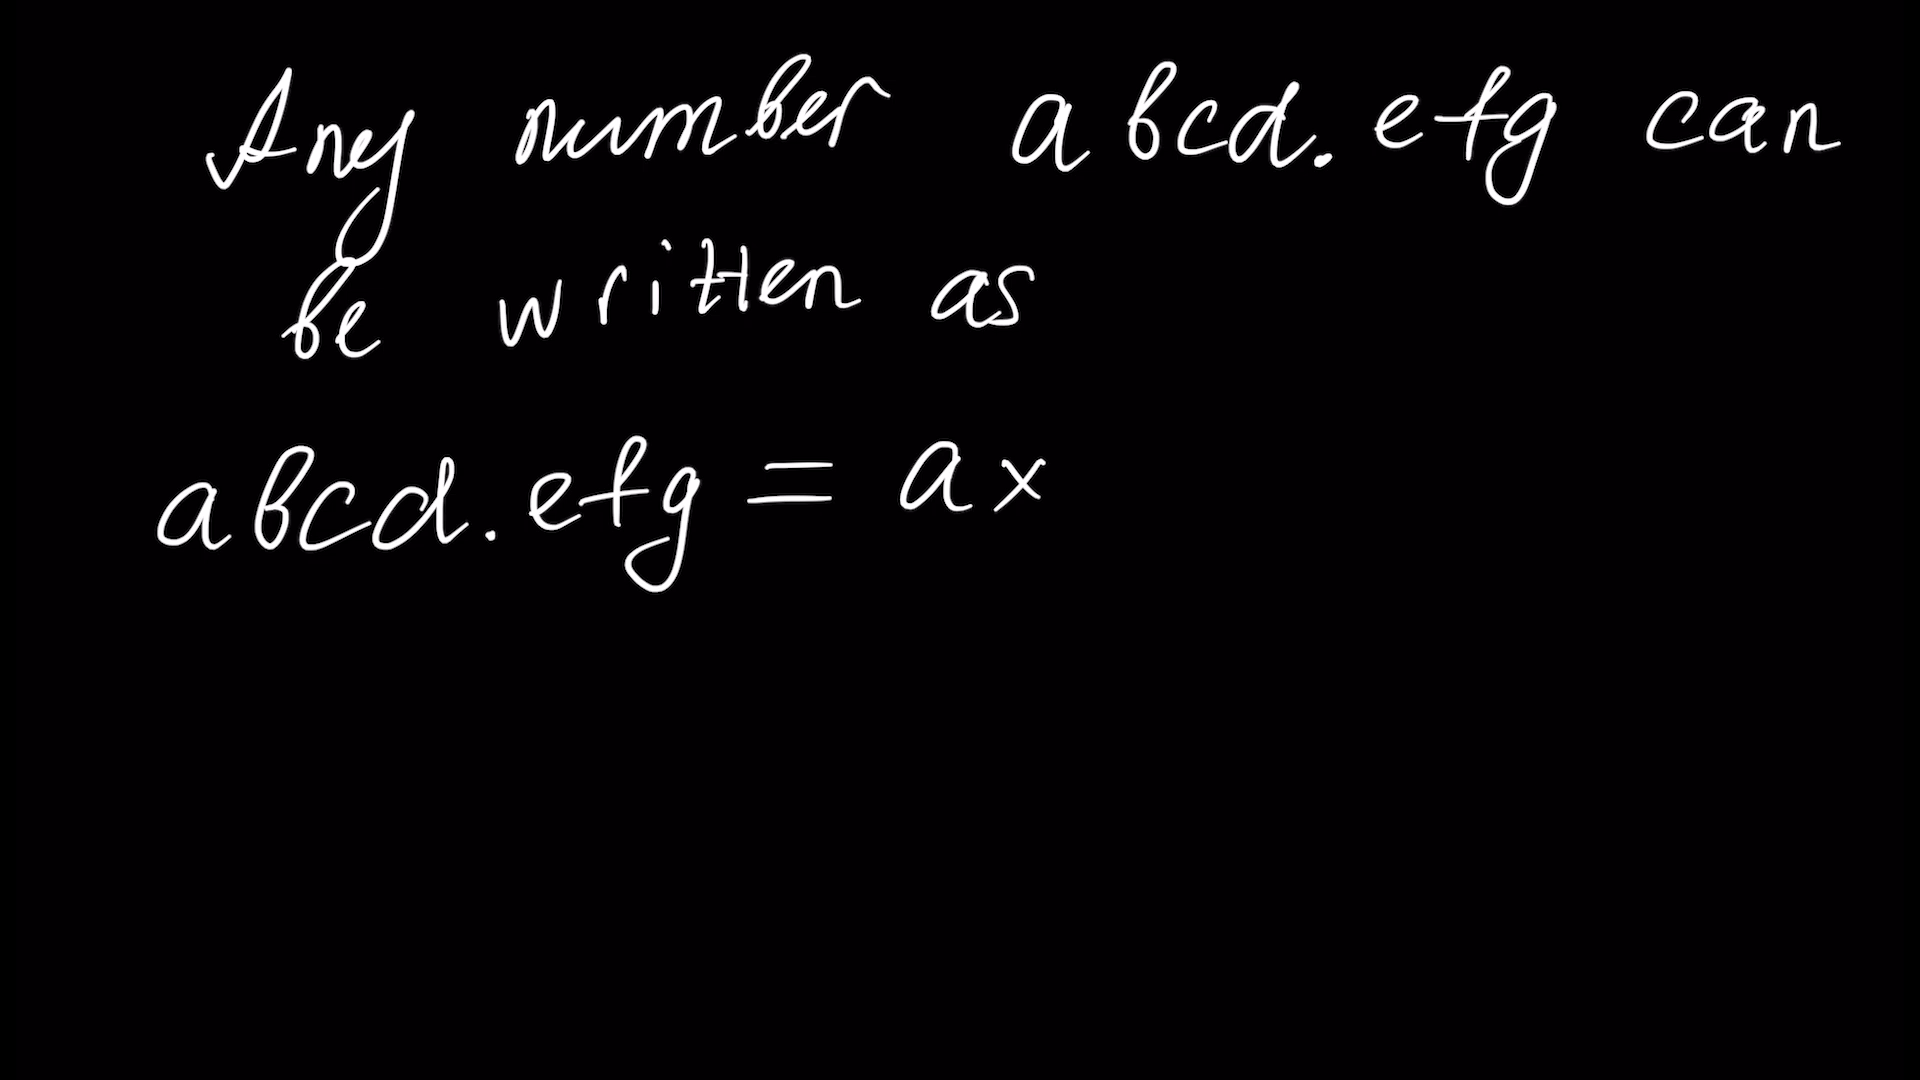 Any number abcd.efg can
be written as
abcd.efg = a×